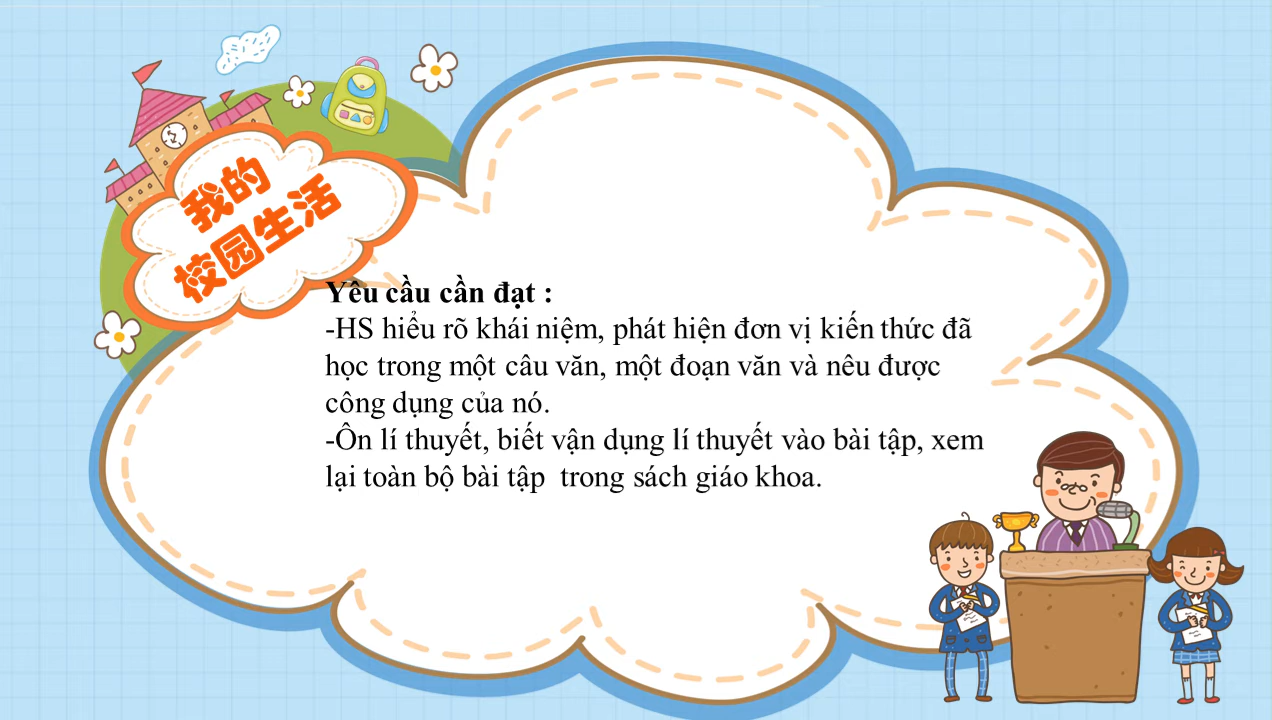 我的
校园生活
Yêu cầu cần đạt :
-HS hiểu rõ khái niệm, phát hiện đơn vị kiến thức đã
học trong một câu văn, một đoạn văn và nêu được
công dụng của nó.
-Ôn lí thuyết, biết vận dụng lí thuyết vào bài tập, xem
lại toàn bộ bài tập  trong sách giáo khoa.